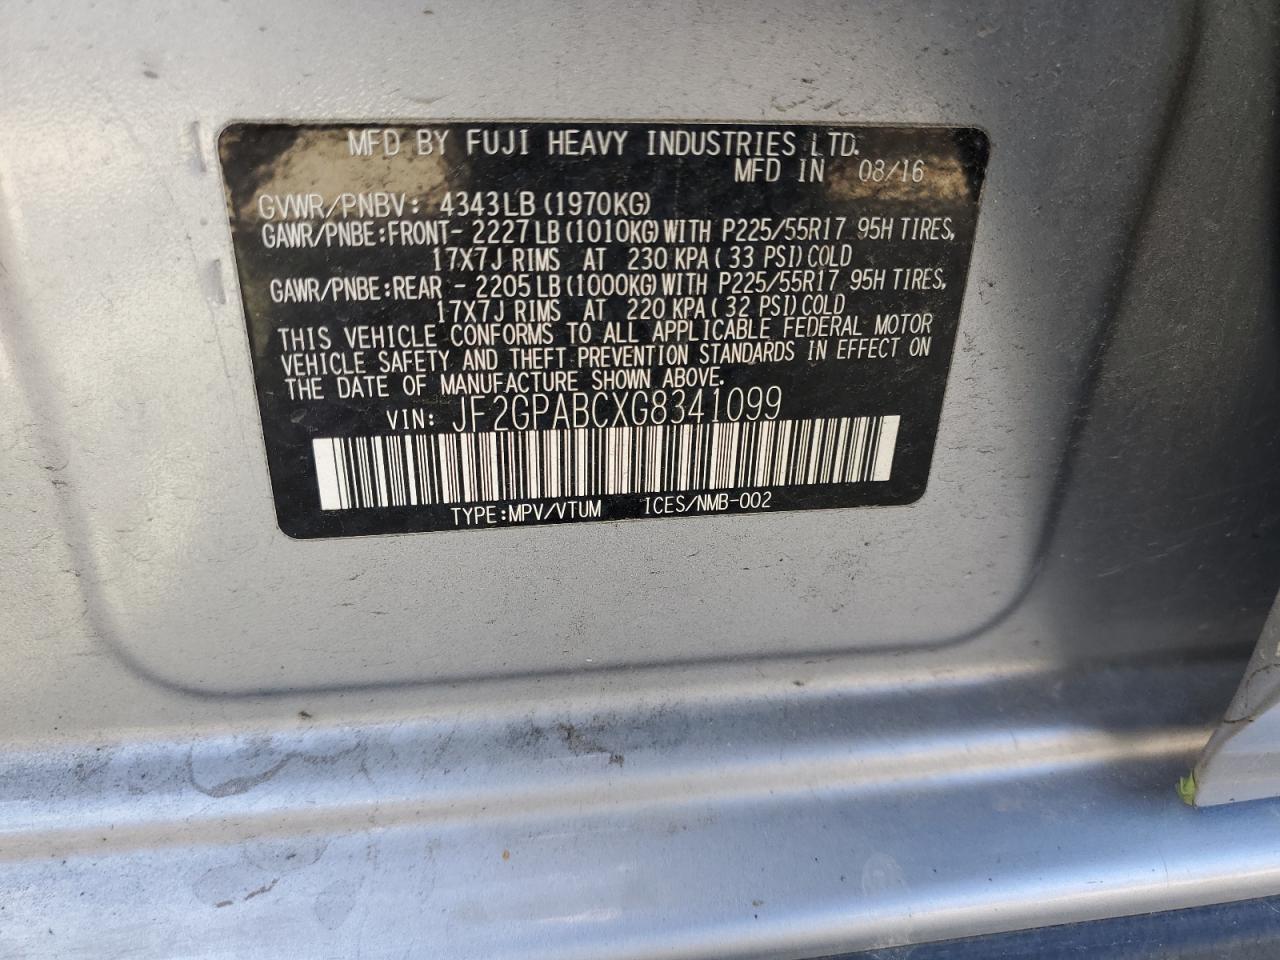 MFD BY FUJI HEAVY INDUSTRIES LTD.
MFD IN 08/16
GVWR/PNBV: 4343LB (1970KG)
GAWR/PNBE:FRONT- 2227LB (1010KG) WITH P225/55R17 95H TIRES,
17X7J RIMS AT 230 KPA ( 33 PSI) COLD
GAWR/PNBE:REAR - 2205LB (1000KG) WITH P225/55R17 95H TIRES,
17X7J RIMS AT 220 KPA ( 32 PSI) COLD
THIS VEHICLE CONFORMS TO ALL APPLICABLE FEDERAL MOTOR
VEHICLE SAFETY AND THEFT PREVENTION STANDARDS IN EFFECT ON
THE DATE OF MANUFACTURE SHOWN ABOVE.
VIN: JF2GPABCXG8341099
TYPE:MPV/VTUM ICES/NMB-002